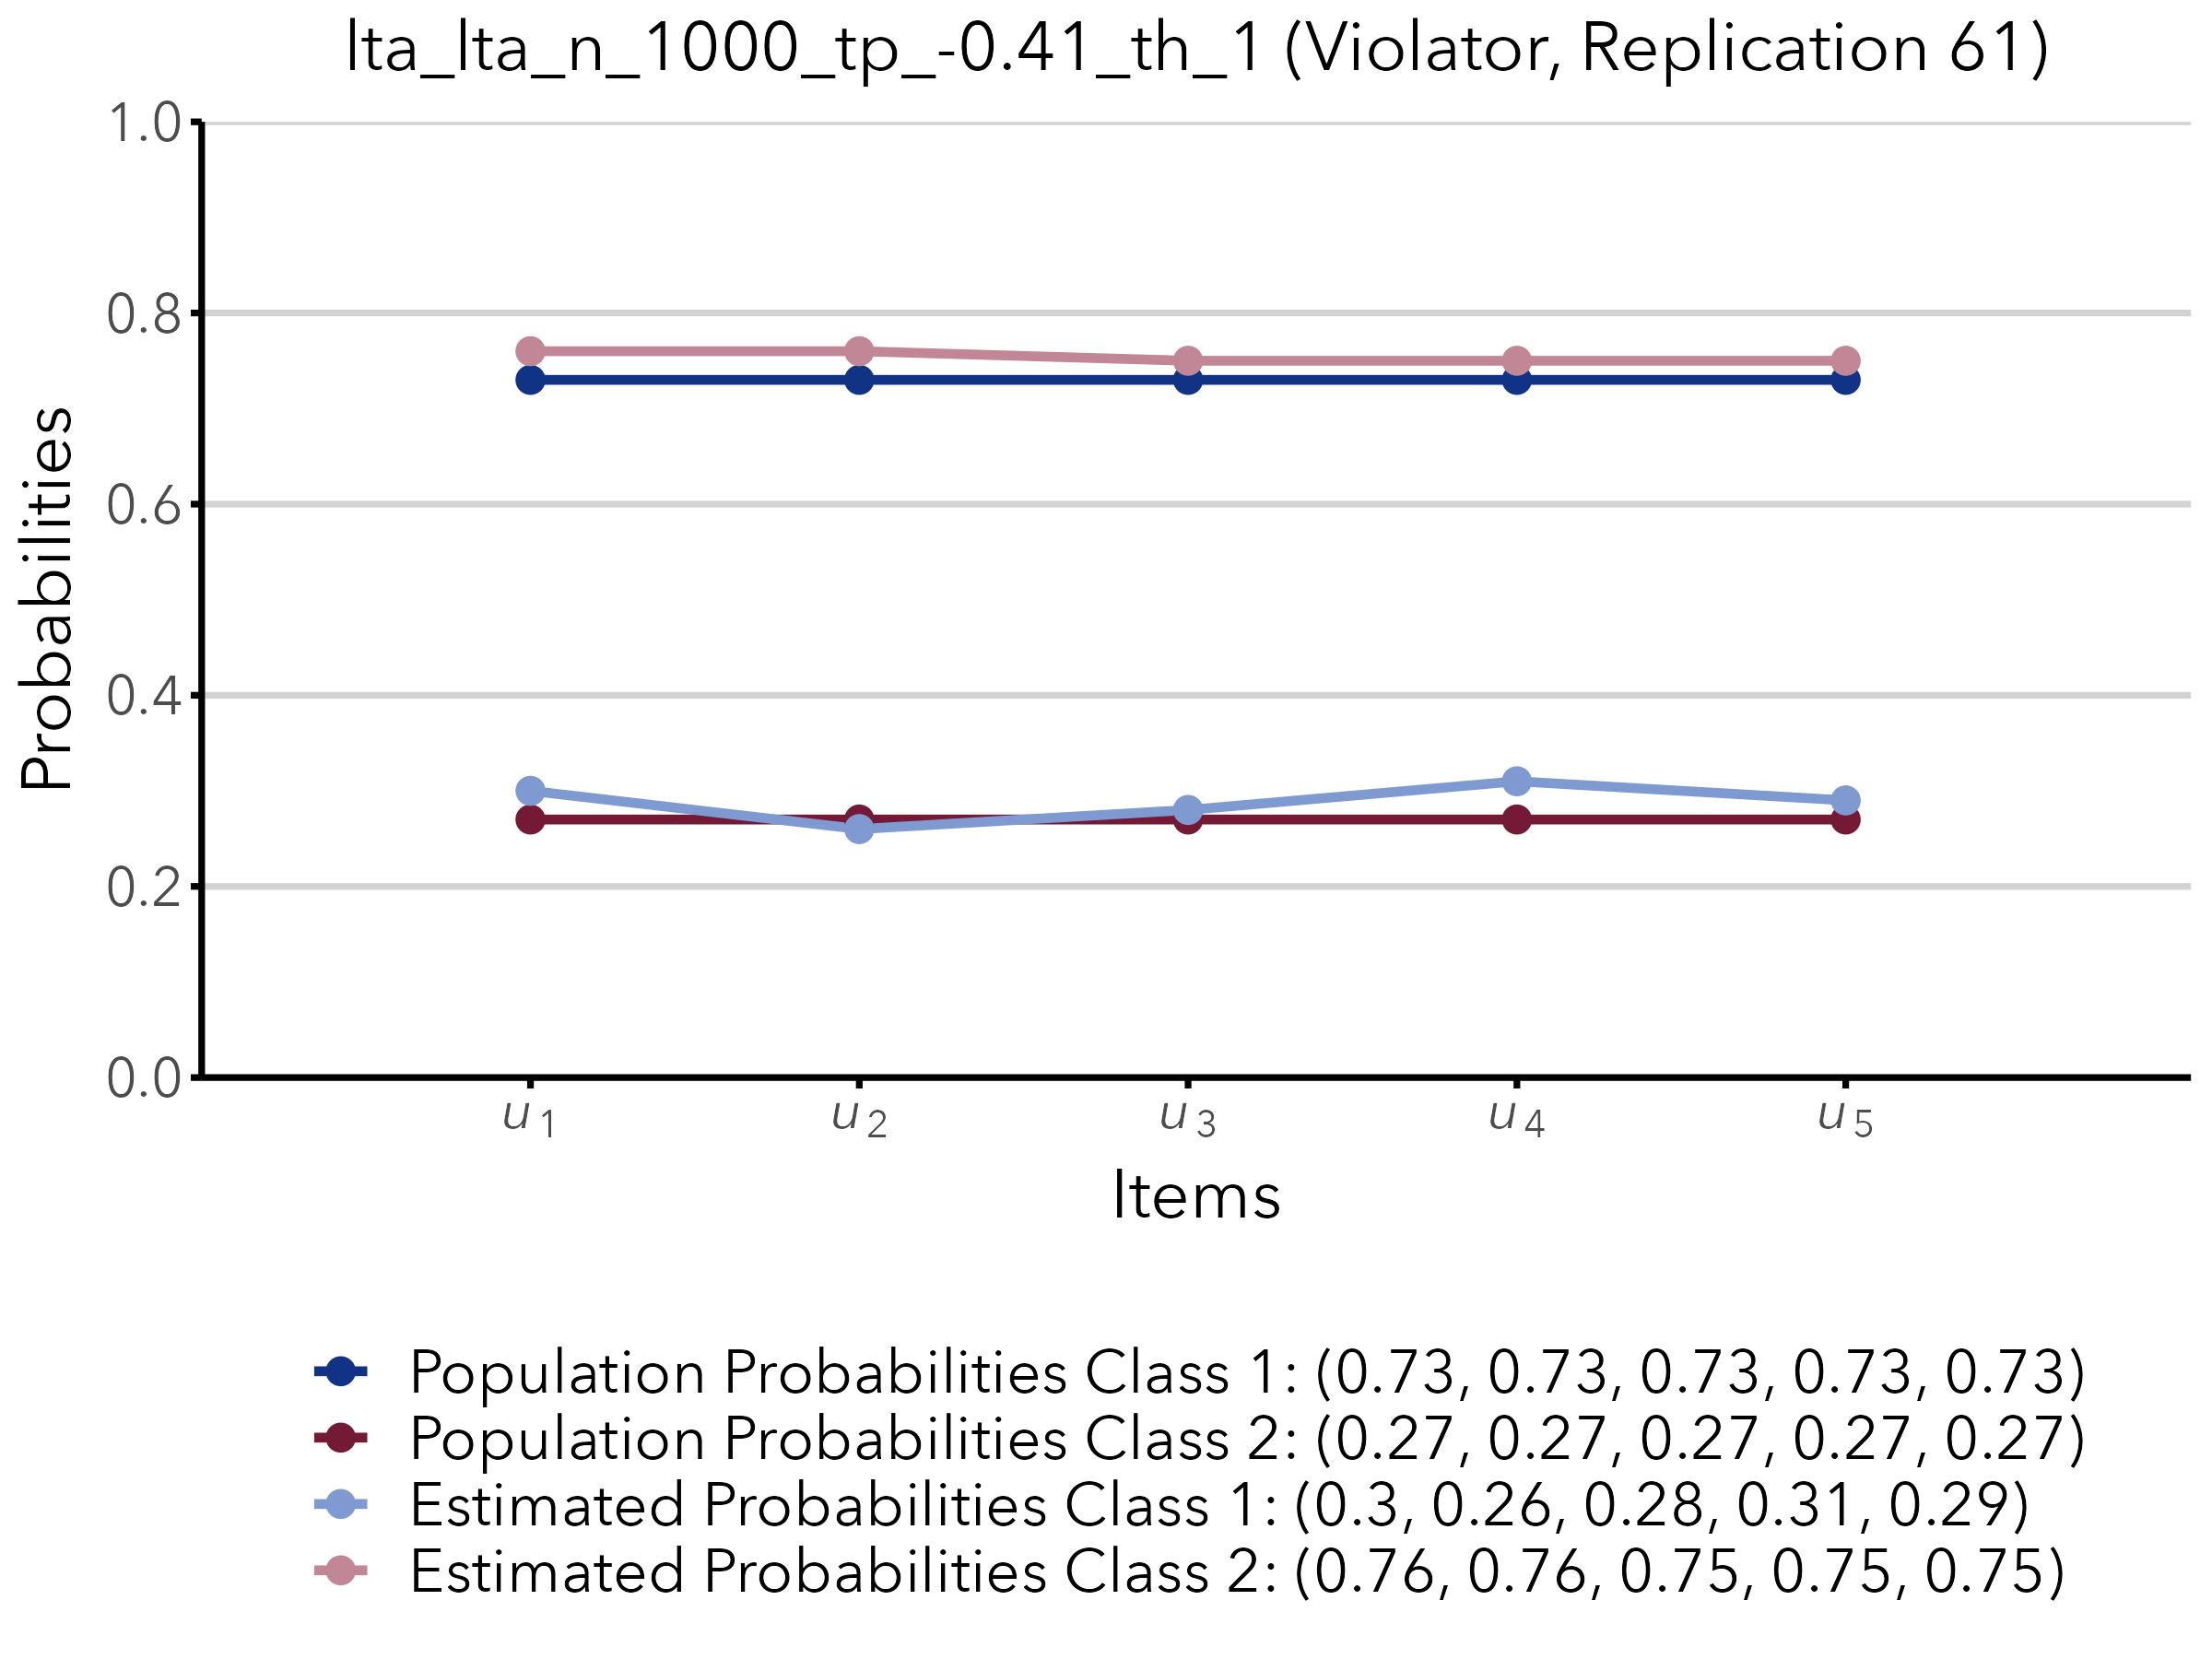 lta_lta_n_1000_tp_-0.41_th_1 (Violator, Replication 61)
1.0
0.8
0.6
0.4
0.2
0.0
Probabilities
u1 u2 u3 u4 u5
Items
Population Probabilities Class 1: (0.73, 0.73, 0.73, 0.73, 0.73)
Population Probabilities Class 2: (0.27, 0.27, 0.27, 0.27, 0.27)
Estimated Probabilities Class 1: (0.3, 0.26, 0.28, 0.31, 0.29)
Estimated Probabilities Class 2: (0.76, 0.76, 0.75, 0.75, 0.75)